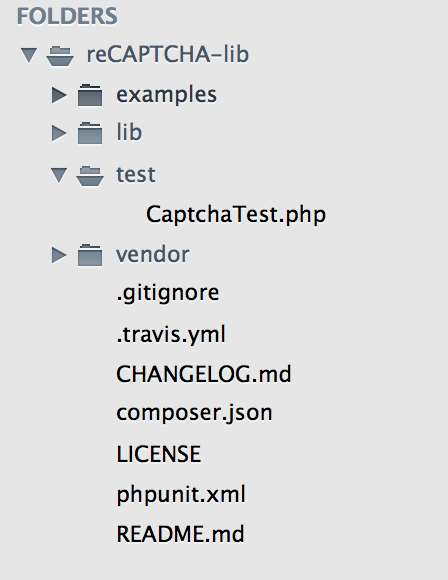 FOLDERS
reCAPTCHA-lib
examples
lib
test
CaptchaTest.php
vendor
.gitignore
.travis.yml
CHANGELOG.md
composer.json
LICENSE
phpunit.xml
README.md